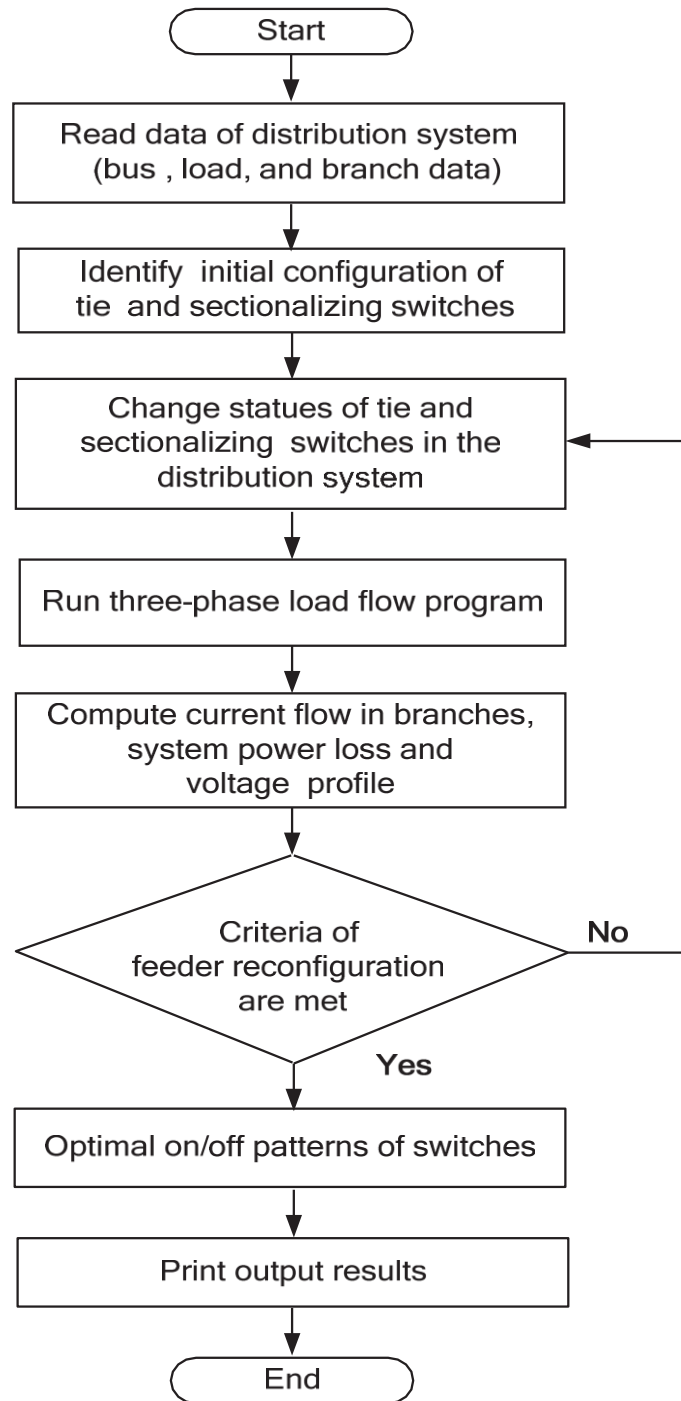 Start
Read data of distribution system
(bus , load, and branch data)
Identify initial configuration of
tie and sectionalizing switches
Change statues of tie and
sectionalizing switches in the
distribution system
Run three-phase load flow program
Compute current flow in branches,
system power loss and
voltage profile
Criteria of
feeder reconfiguration
are met
No
Yes
Optimal on/off patterns of switches
Print output results
End